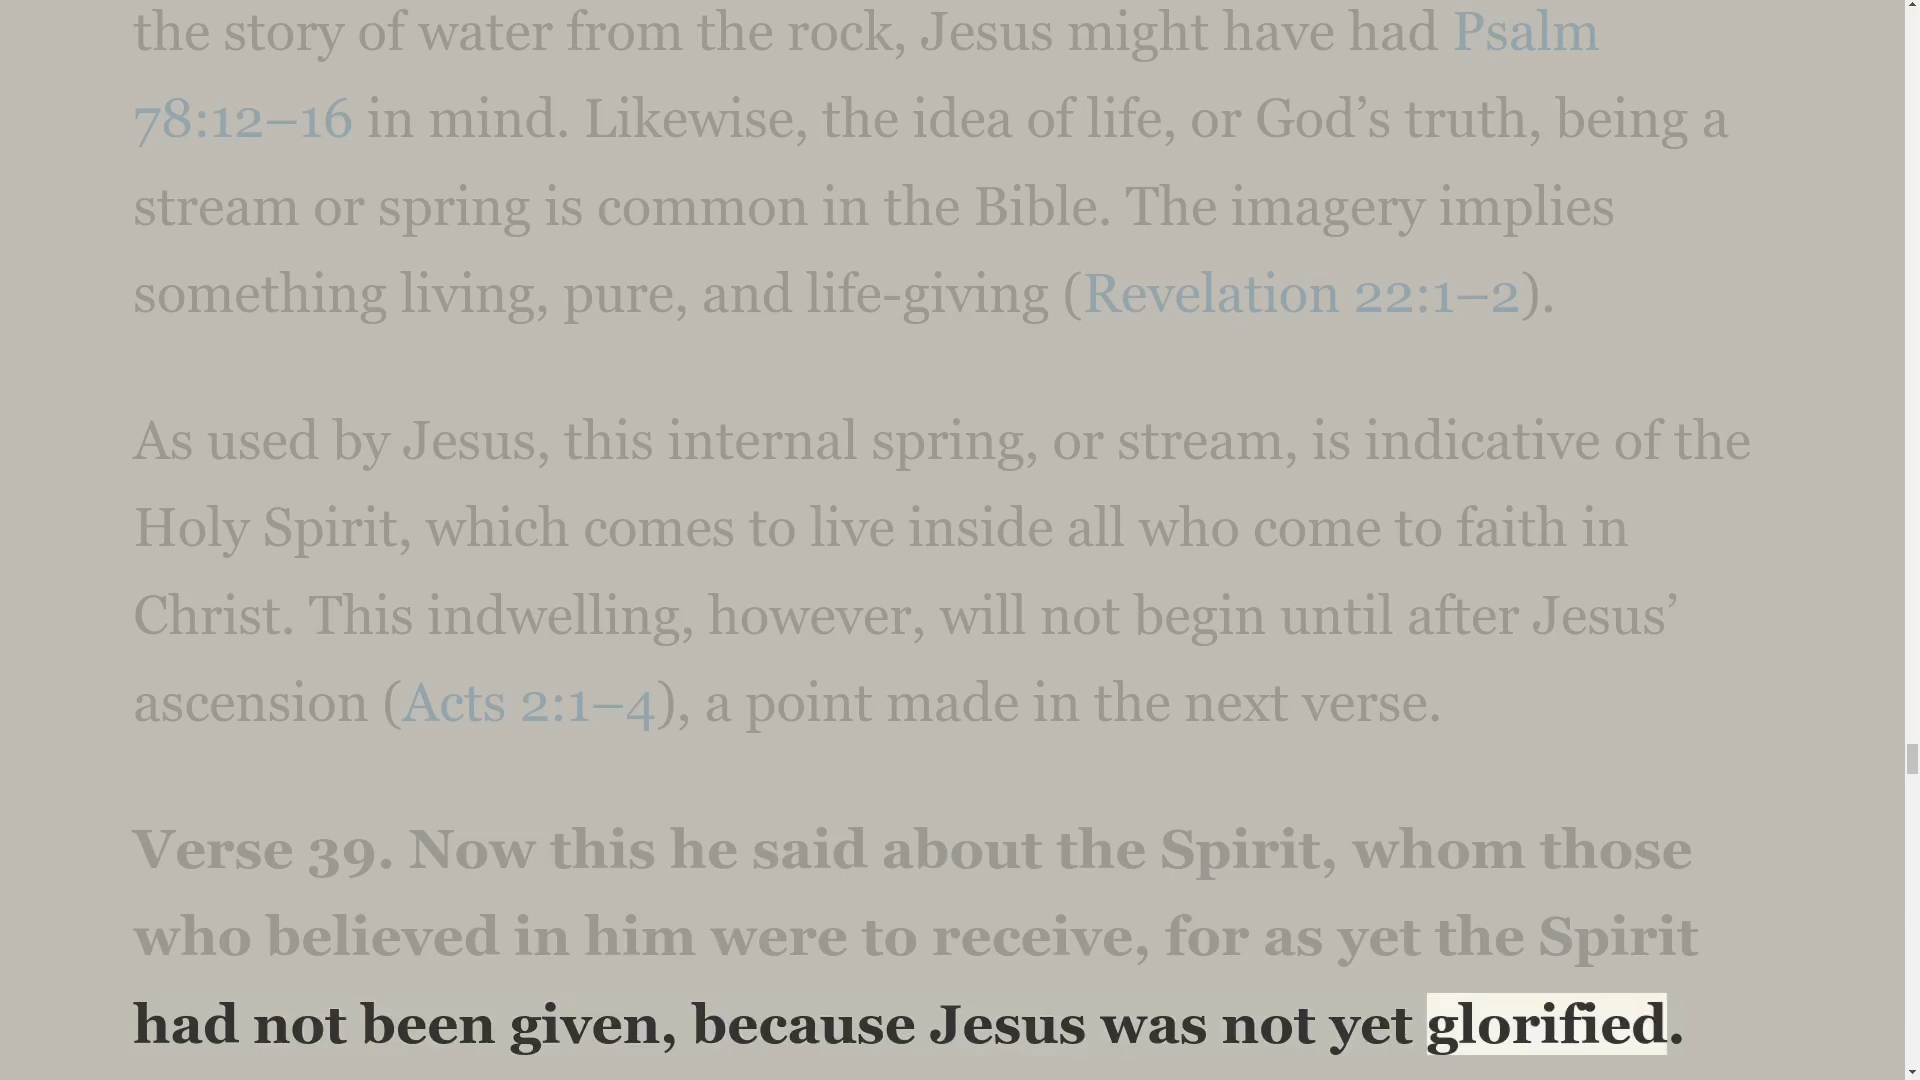 the story of water from the rock, Jesus might have had Psalm
78:12–16 in mind. Likewise, the idea of life, or God’s truth, being a
stream or spring is common in the Bible. The imagery implies
something living, pure, and life-giving (Revelation 22:1–2).
As used by Jesus, this internal spring, or stream, is indicative of the
Holy Spirit, which comes to live inside all who come to faith in
Christ. This indwelling, however, will not begin until after Jesus’
ascension (Acts 2:1–4), a point made in the next verse.
Verse 39. Now this he said about the Spirit, whom those
who believed in him were to receive, for as yet the Spirit
had not been given, because Jesus was not yet glorified.